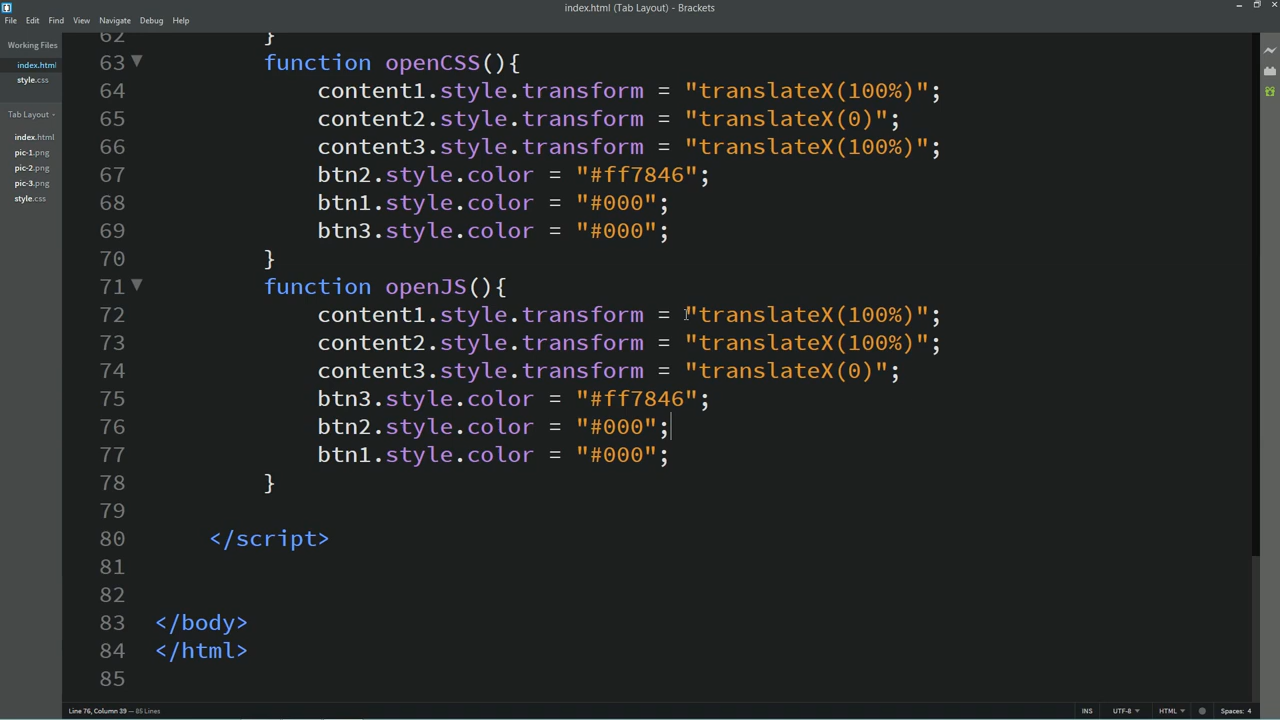 index.html (Tab Layout) - Brackets
File Edit Find View Navigate Debug Help
Working Files
index.html
style.css
Tab Layout
index.html
pic-1.png
pic-2.png
pic-3.png
style.css
62 }
63 function openCSS(){
64 content1.style.transform = "translateX(100%)";
65 content2.style.transform = "translateX(0)";
66 content3.style.transform = "translateX(100%)";
67 btn2.style.color = "#ff7846";
68 btn1.style.color = "#000";
69 btn3.style.color = "#000";
70 }
71 function openJS(){
72 content1.style.transform = "translateX(100%)";
73 content2.style.transform = "translateX(100%)";
74 content3.style.transform = "translateX(0)";
75 btn3.style.color = "#ff7846";
76 btn2.style.color = "#000";
77 btn1.style.color = "#000";
78 }
79
80 </script>
81
82
83 </body>
84 </html>
85
Line 76, Column 39 — 85 Lines
INS UTF-8 HTML Spaces: 4